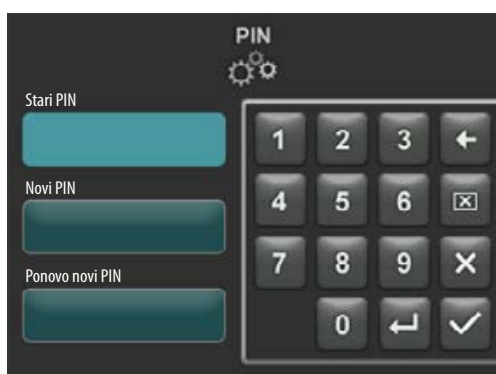 PIN
Stari PIN
Novi PIN
Ponovo novi PIN
1 2 3
4 5 6
7 8 9
0